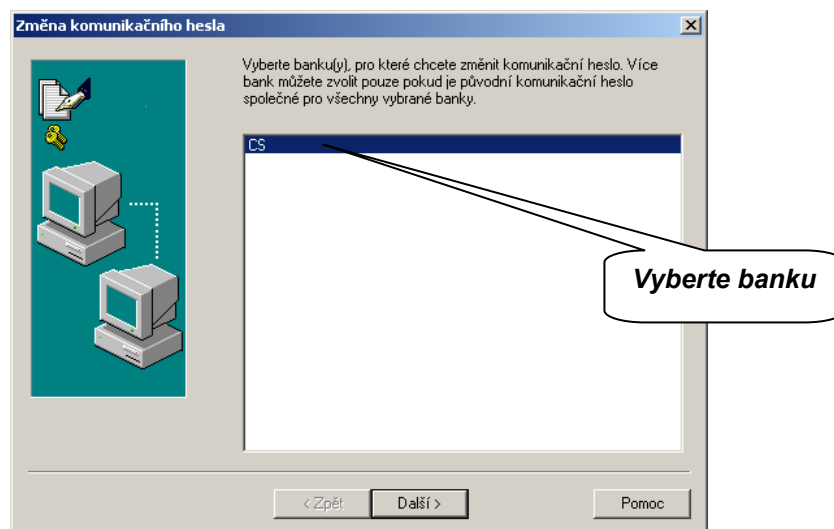 Změna komunikačního hesla
Vyberte banku(y), pro které chcete změnit komunikační heslo. Více
bank můžete zvolit pouze pokud je původní komunikační heslo
společné pro všechny vybrané banky.
CS
Vyberte banku
< Zpět
Další >
Pomoc